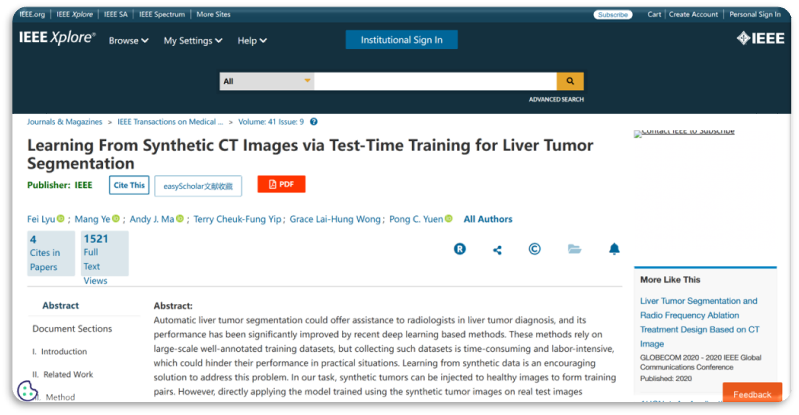 IEEE.org IEEE Xplore IEEE SA IEEE Spectrum More Sites Subscribe Cart Create Account Personal Sign In
IEEE Xplore® Browse My Settings Help Institutional Sign In IEEE
All
ADVANCED SEARCH
Journals & Magazines > IEEE Transactions on Medical ... > Volume: 41 Issue: 9
Learning From Synthetic CT Images via Test-Time Training for Liver Tumor
Segmentation
Publisher: IEEE Cite This easyScholar文献收藏 PDF
Fei Lyu ; Mang Ye ; Andy J. Ma ; Terry Cheuk-Fung Yip ; Grace Lai-Hung Wong ; Pong C. Yuen All Authors
4
Cites in
Papers
1521
Full
Text
Views
Abstract
Document Sections
I. Introduction
II. Related Work
III. Method
Abstract:
Automatic liver tumor segmentation could offer assistance to radiologists in liver tumor diagnosis, and its
performance has been significantly improved by recent deep learning based methods. These methods rely on
large-scale well-annotated training datasets, but collecting such datasets is time-consuming and labor-intensive,
which could hinder their performance in practical situations. Learning from synthetic data is an encouraging
solution to address this problem. In our task, synthetic tumors can be injected to healthy images to form training
pairs. However, directly applying the model trained using the synthetic tumor images on real test images
Contact IEEE to Subscribe
More Like This
Liver Tumor Segmentation and
Radio Frequency Ablation
Treatment Design Based on CT
Image
GLOBECOM 2020 - 2020 IEEE Global
Communications Conference
Published: 2020
Feedback